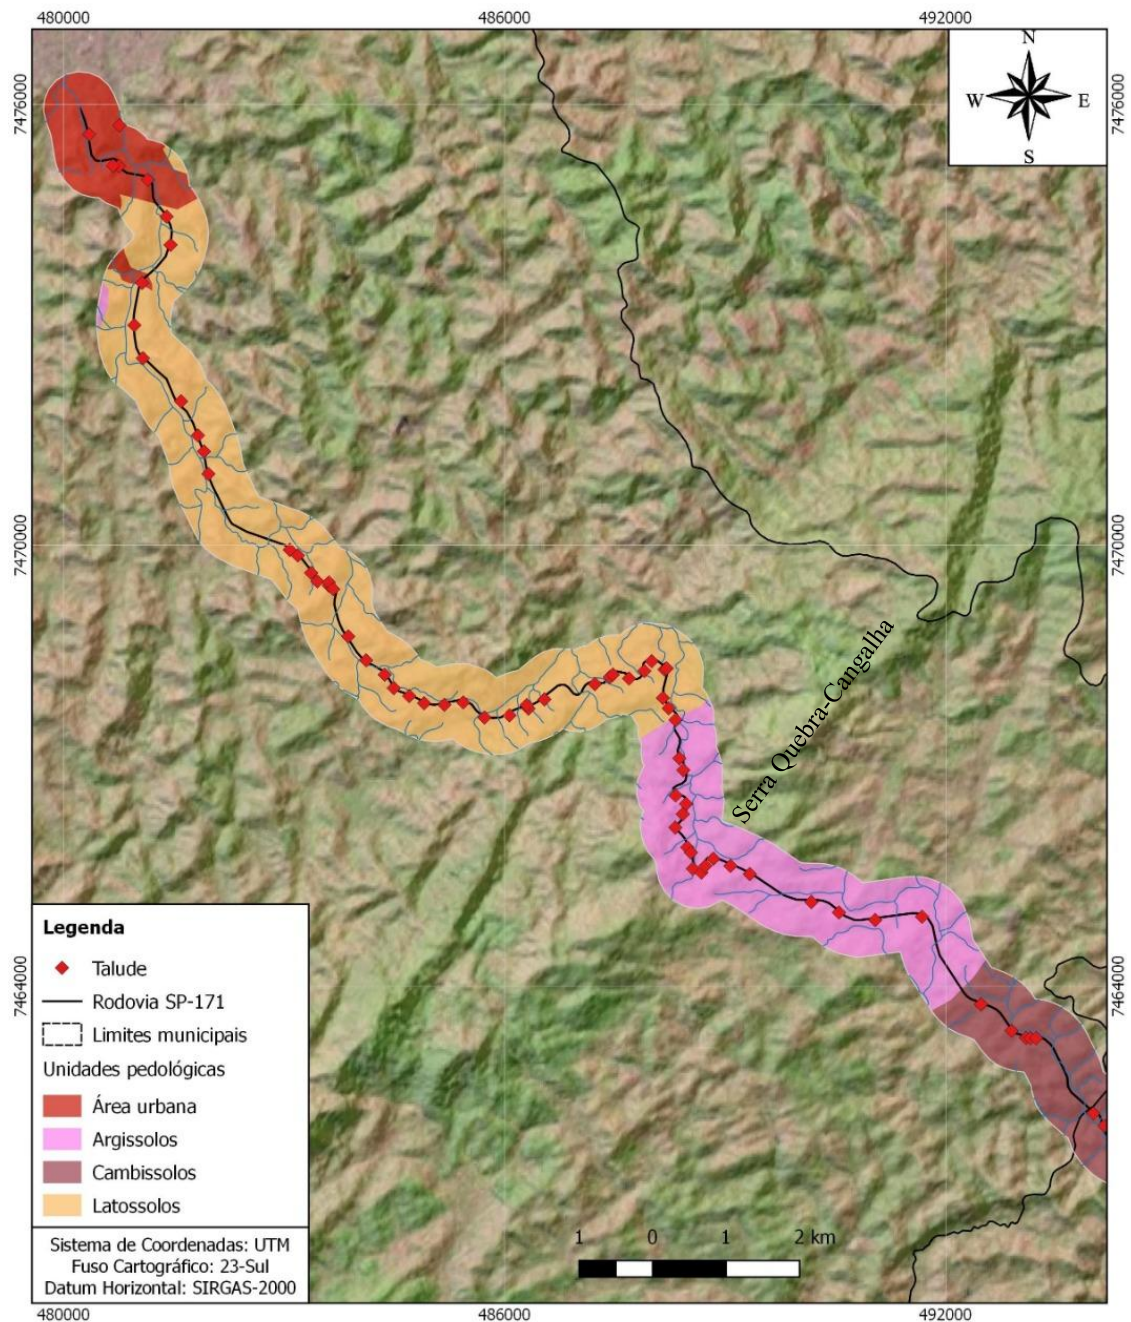 480000
486000
492000
N
W
E
S
7476000
7476000
7470000
7470000
Serra Quebra-Cangalha
7464000
7464000
Legenda
Talude
Rodovia SP-171
Limites municipais
Unidades pedológicas
Área urbana
Argissolos
Cambissolos
Latossolos
Sistema de Coordenadas: UTM
Fuso Cartográfico: 23-Sul
Datum Horizontal: SIRGAS-2000
1 0 1 2 km
480000
486000
492000